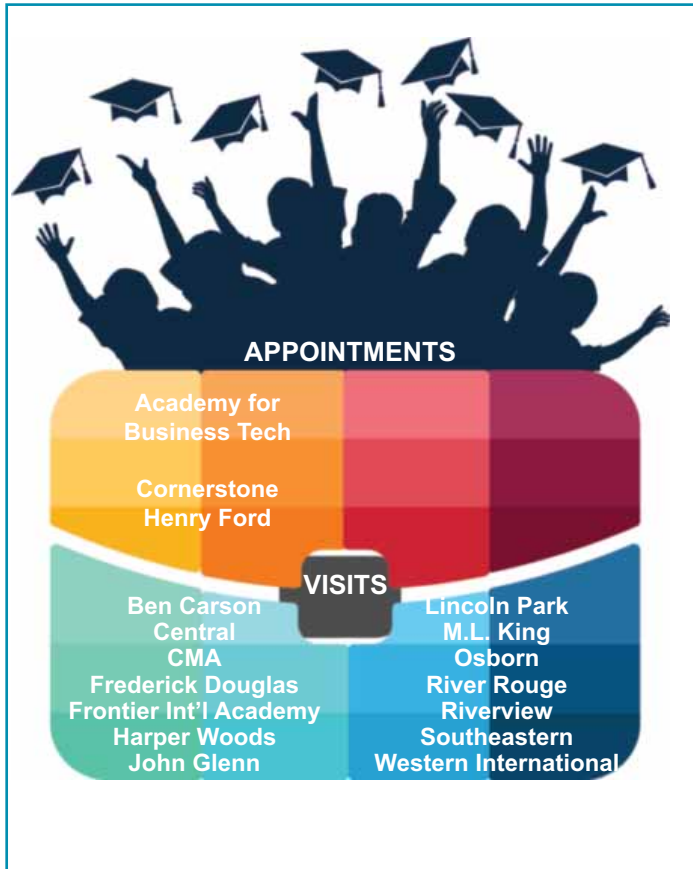 APPOINTMENTS
Academy for
Business Tech
Cornerstone
Henry Ford
VISITS
Ben Carson
Central
CMA
Frederick Douglas
Frontier Int'l Academy
Harper Woods
John Glenn
Lincoln Park
M.L. King
Osborn
River Rouge
Riverview
Southeastern
Western International